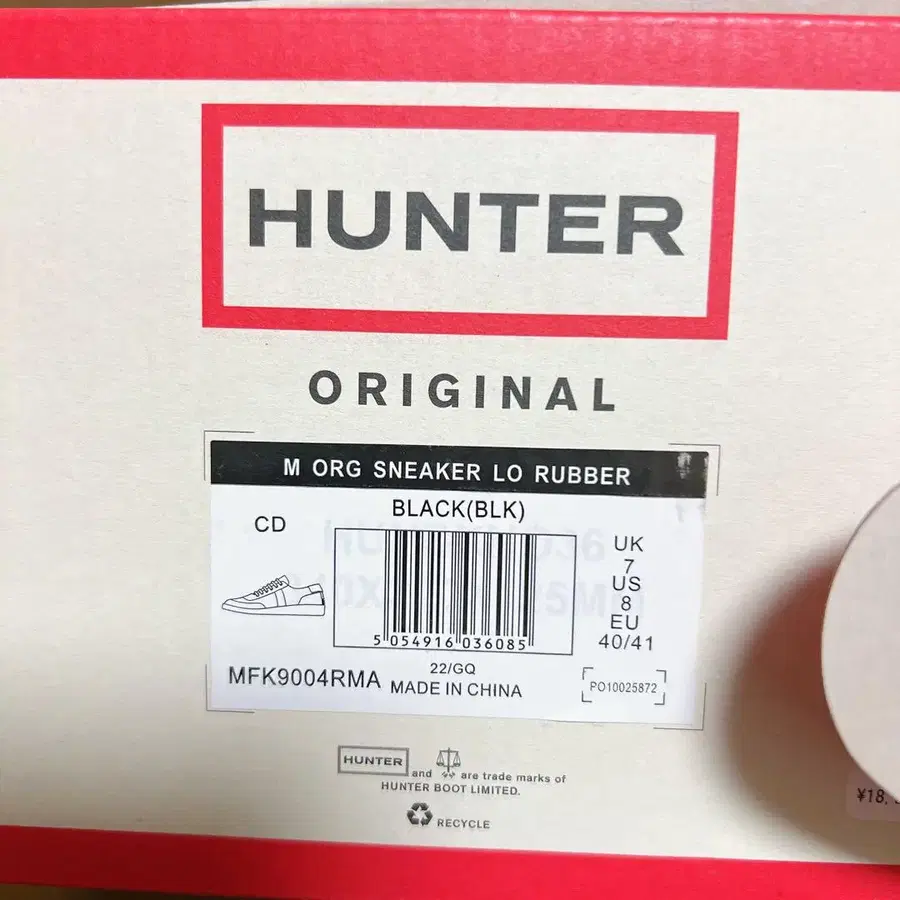 HUNTER
ORIGINAL
M ORG SNEAKER LO RUBBER
BLACK(BLK)
CD
UK
7
US
8
EU
40/41
5 054916 036085
22/GQ
MFK9004RMA
MADE IN CHINA
PO10025872
HUNTER and are trade marks of
HUNTER BOOT LIMITED.
RECYCLE
¥18,